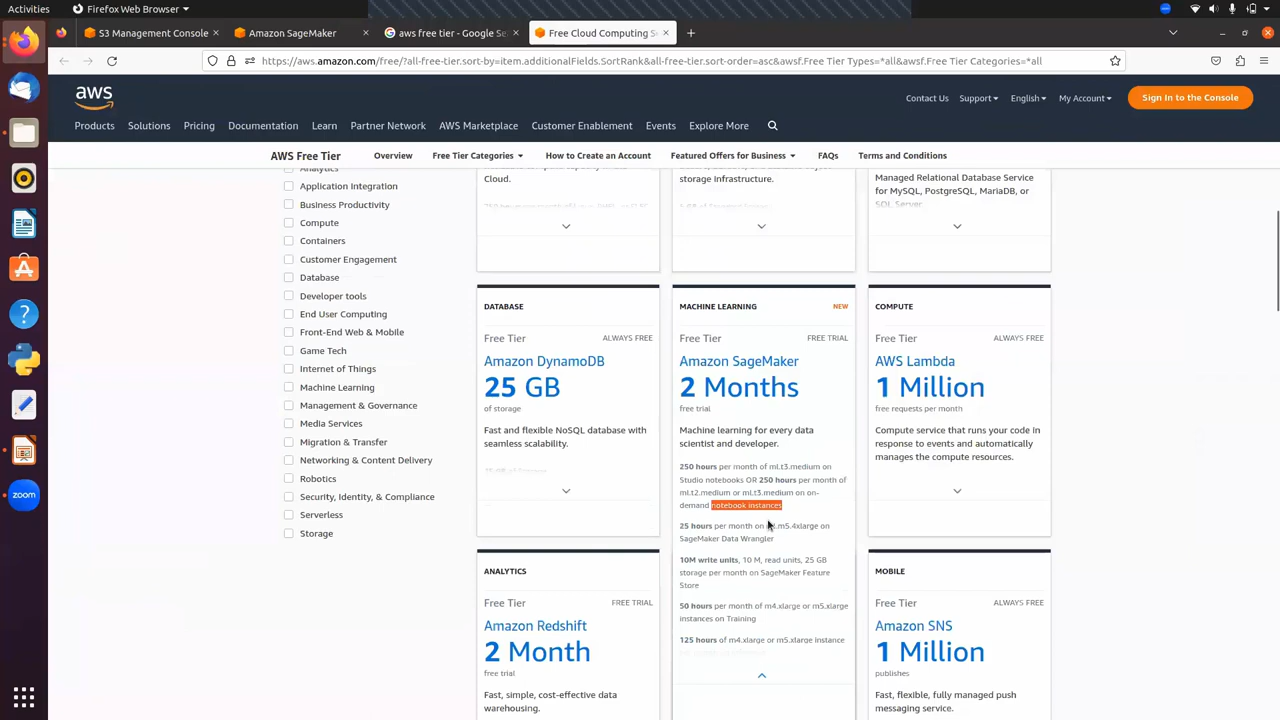 Activities
Firefox Web Browser
S3 Management Console
Amazon SageMaker
aws free tier - Google Se
Free Cloud Computing Se
https://aws.amazon.com/free/?all-free-tier.sort-by=item.additionalFields.SortRank&all-free-tier.sort-order=asc&awsf.Free Tier Types=*all&awsf.Free Tier Categories=*all
aws
Contact Us
Support
English
My Account
Sign In to the Console
Products
Solutions
Pricing
Documentation
Learn
Partner Network
AWS Marketplace
Customer Enablement
Events
Explore More
AWS Free Tier
Overview
Free Tier Categories
How to Create an Account
Featured Offers for Business
FAQs
Terms and Conditions
Analytics
Application Integration
Business Productivity
Compute
Containers
Customer Engagement
Database
Developer tools
End User Computing
Front-End Web & Mobile
Game Tech
Internet of Things
Machine Learning
Management & Governance
Media Services
Migration & Transfer
Networking & Content Delivery
Robotics
Security, Identity, & Compliance
Serverless
Storage
Cloud.
storage infrastructure.
Managed Relational Database Service
for MySQL, PostgreSQL, MariaDB, or
SQL Server
DATABASE
Free Tier
ALWAYS FREE
Amazon DynamoDB
25 GB
of storage
Fast and flexible NoSQL database with
seamless scalability.
MACHINE LEARNING
NEW
Free Tier
FREE TRIAL
Amazon SageMaker
2 Months
free trial
Machine learning for every data
scientist and developer.
250 hours per month of ml.t3.medium on
Studio notebooks OR 250 hours per month of
ml.t2.medium or ml.t3.medium on on-
demand notebook instances
25 hours per month on .m5.4xlarge on
SageMaker Data Wrangler
10M write units, 10 M, read units, 25 GB
storage per month on SageMaker Feature
Store
50 hours per month of m4.xlarge or m5.xlarge
instances on Training
125 hours of m4.xlarge or m5.xlarge instance
COMPUTE
Free Tier
ALWAYS FREE
AWS Lambda
1 Million
free requests per month
Compute service that runs your code in
response to events and automatically
manages the compute resources.
ANALYTICS
Free Tier
FREE TRIAL
Amazon Redshift
2 Month
free trial
Fast, simple, cost-effective data
warehousing.
MOBILE
Free Tier
ALWAYS FREE
Amazon SNS
1 Million
publishes
Fast, flexible, fully managed push
messaging service.
zoom